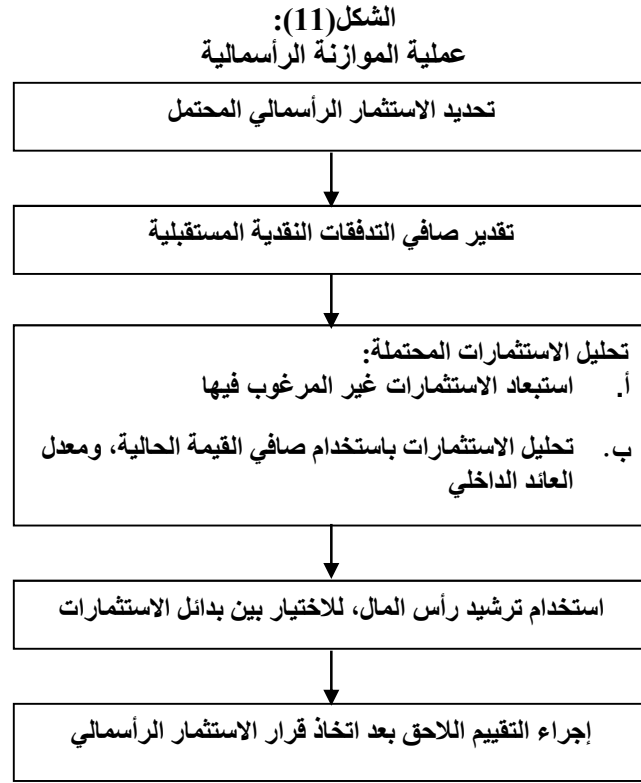 الشكل(11):
عملية الموازنة الرأسمالية
تحديد الاستثمار الرأسمالي المحتمل
تقدير صافي التدفقات النقدية المستقبلية
تحليل الاستثمارات المحتملة:
أ. استبعاد الاستثمارات غير المرغوب فيها
ب. تحليل الاستثمارات باستخدام صافي القيمة الحالية، ومعدل
العائد الداخلي
استخدام ترشيد رأس المال، للاختيار بين بدائل الاستثمارات
إجراء التقييم اللاحق بعد اتخاذ قرار الاستثمار الرأسمالي